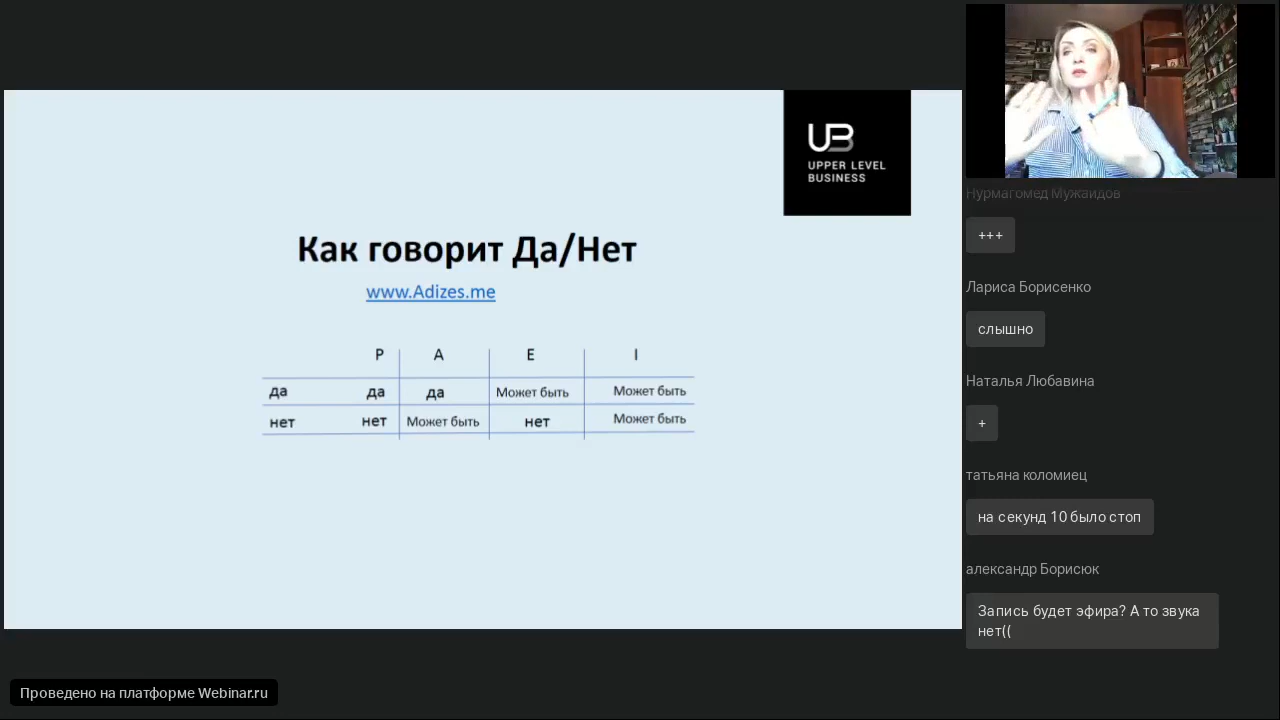 UB
UPPER LEVEL
BUSINESS
Как говорит Да/Нет
www.Adizes.me
P A E I
да да да Может быть Может быть
нет нет Может быть нет Может быть
Нурмагомед Мужаидов
+++
Лариса Борисенко
слышно
Наталья Любавина
+
татьяна коломиец
на секунд 10 было стоп
александр Борисюк
Запись будет эфира? А то звука
нет((
Проведено на платформе Webinar.ru